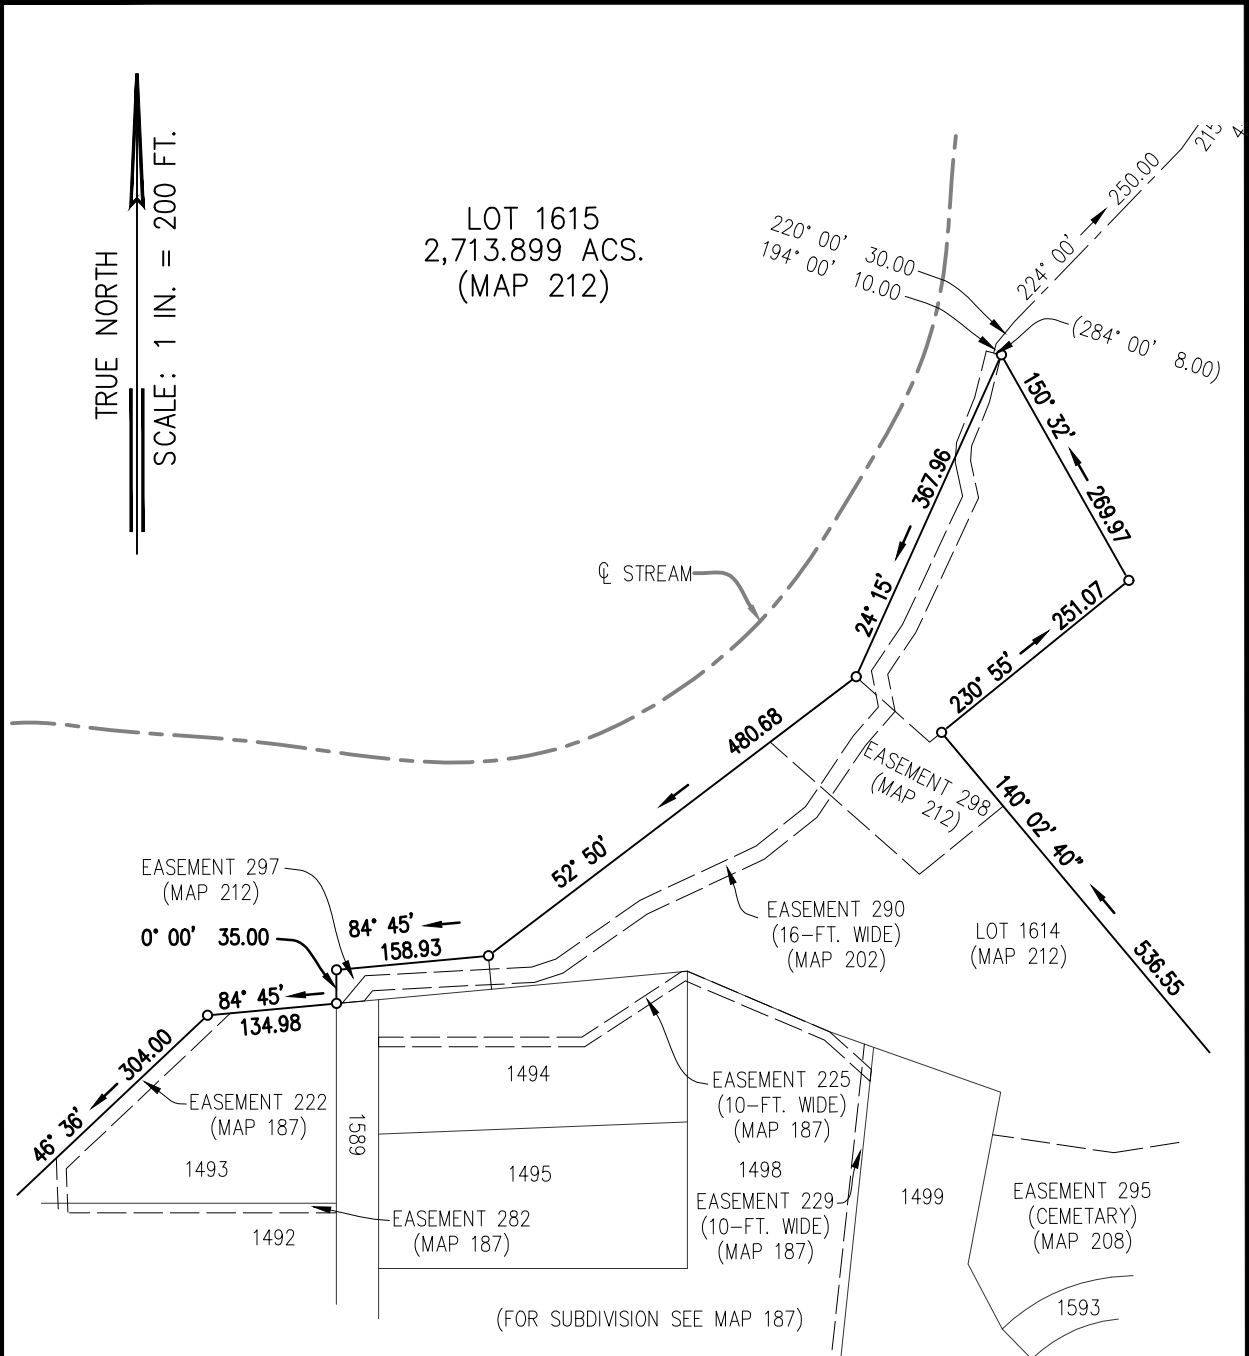 TRUE NORTH
SCALE: 1 IN. = 200 FT.
LOT 1615
2,713.899 ACS.
(MAP 212)
220° 00' 30.00
194° 00' 10.00
224° 00' 250.00
215
(284° 00' 8.00)
150° 32' 269.97
24° 15' 367.96
℄ STREAM
230° 55' 251.07
52° 50' 480.68
EASEMENT 298
(MAP 212)
140° 02' 40" 536.55
EASEMENT 297
(MAP 212)
0° 00' 35.00
84° 45'
158.93
EASEMENT 290
(16-FT. WIDE)
(MAP 202)
LOT 1614
(MAP 212)
84° 45'
134.98
46° 36' 304.00
EASEMENT 222
(MAP 187)
1493
1589
1494
EASEMENT 225
(10-FT. WIDE)
(MAP 187)
1495
1498
EASEMENT 229
(10-FT. WIDE)
(MAP 187)
1499
EASEMENT 295
(CEMETARY)
(MAP 208)
EASEMENT 282
(MAP 187)
1492
1593
(FOR SUBDIVISION SEE MAP 187)